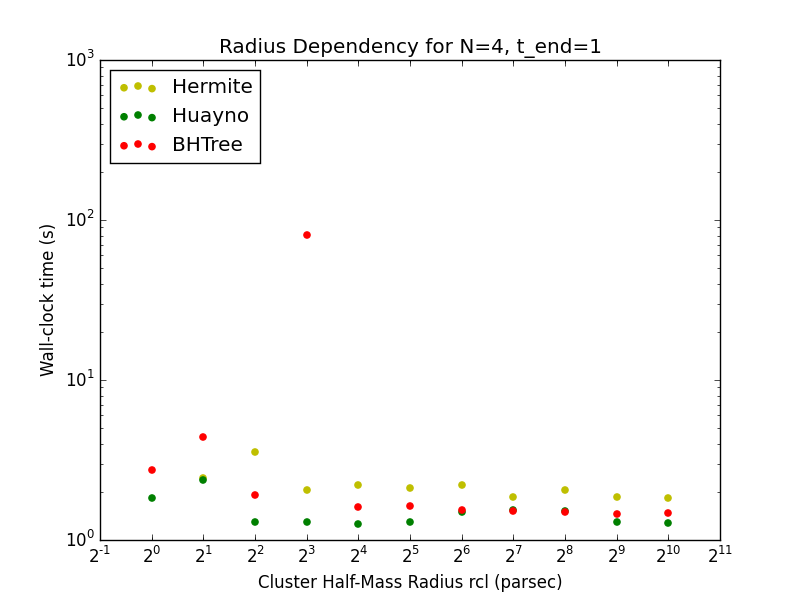 Radius Dependency for N=4, t_end=1
10³
Hermite
Huayno
BHTree
10²
Wall-clock time (s)
10¹
10⁰
2⁻¹ 2⁰ 2¹ 2² 2³ 2⁴ 2⁵ 2⁶ 2⁷ 2⁸ 2⁹ 2¹⁰ 2¹¹
Cluster Half-Mass Radius rcl (parsec)